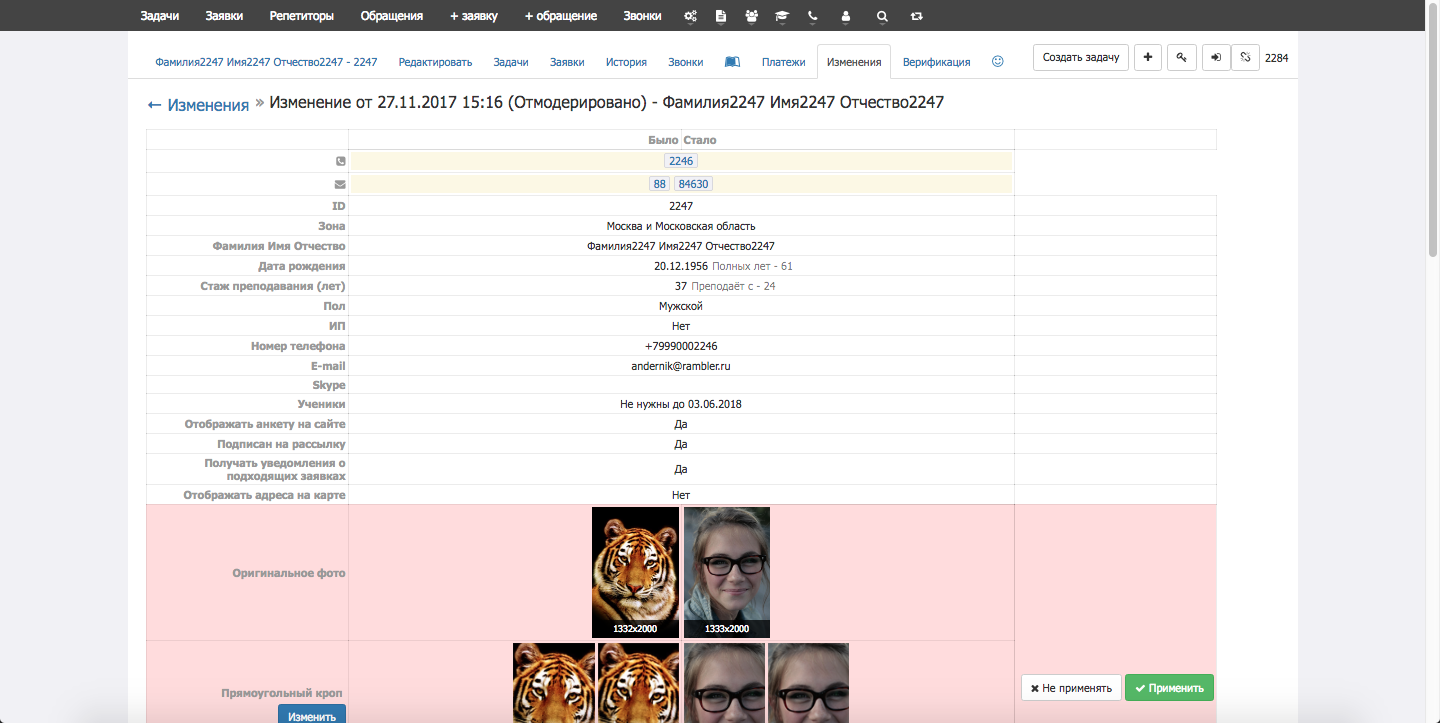 Задачи Заявки Репетиторы Обращения + заявку + обращение Звонки
Фамилия2247 Имя2247 Отчество2247 - 2247 Редактировать Задачи Заявки История Звонки Платежи Изменения Верификация Создать задачу 2284
← Изменения » Изменение от 27.11.2017 15:16 (Отмодерировано) - Фамилия2247 Имя2247 Отчество2247
Было Стало
2246
88 84630
ID 2247
Зона Москва и Московская область
Фамилия Имя Отчество Фамилия2247 Имя2247 Отчество2247
Дата рождения 20.12.1956 Полных лет - 61
Стаж преподавания (лет) 37 Преподаёт с - 24
Пол Мужской
ИП Нет
Номер телефона +79990002246
E-mail andernik@rambler.ru
Skype
Ученики Не нужны до 03.06.2018
Отображать анкету на сайте Да
Подписан на рассылку Да
Получать уведомления о
подходящих заявках Да
Отображать адреса на карте Нет
Оригинальное фото
1332x2000 1333x2000
Прямоугольный кроп Не применять Применить
Изменить